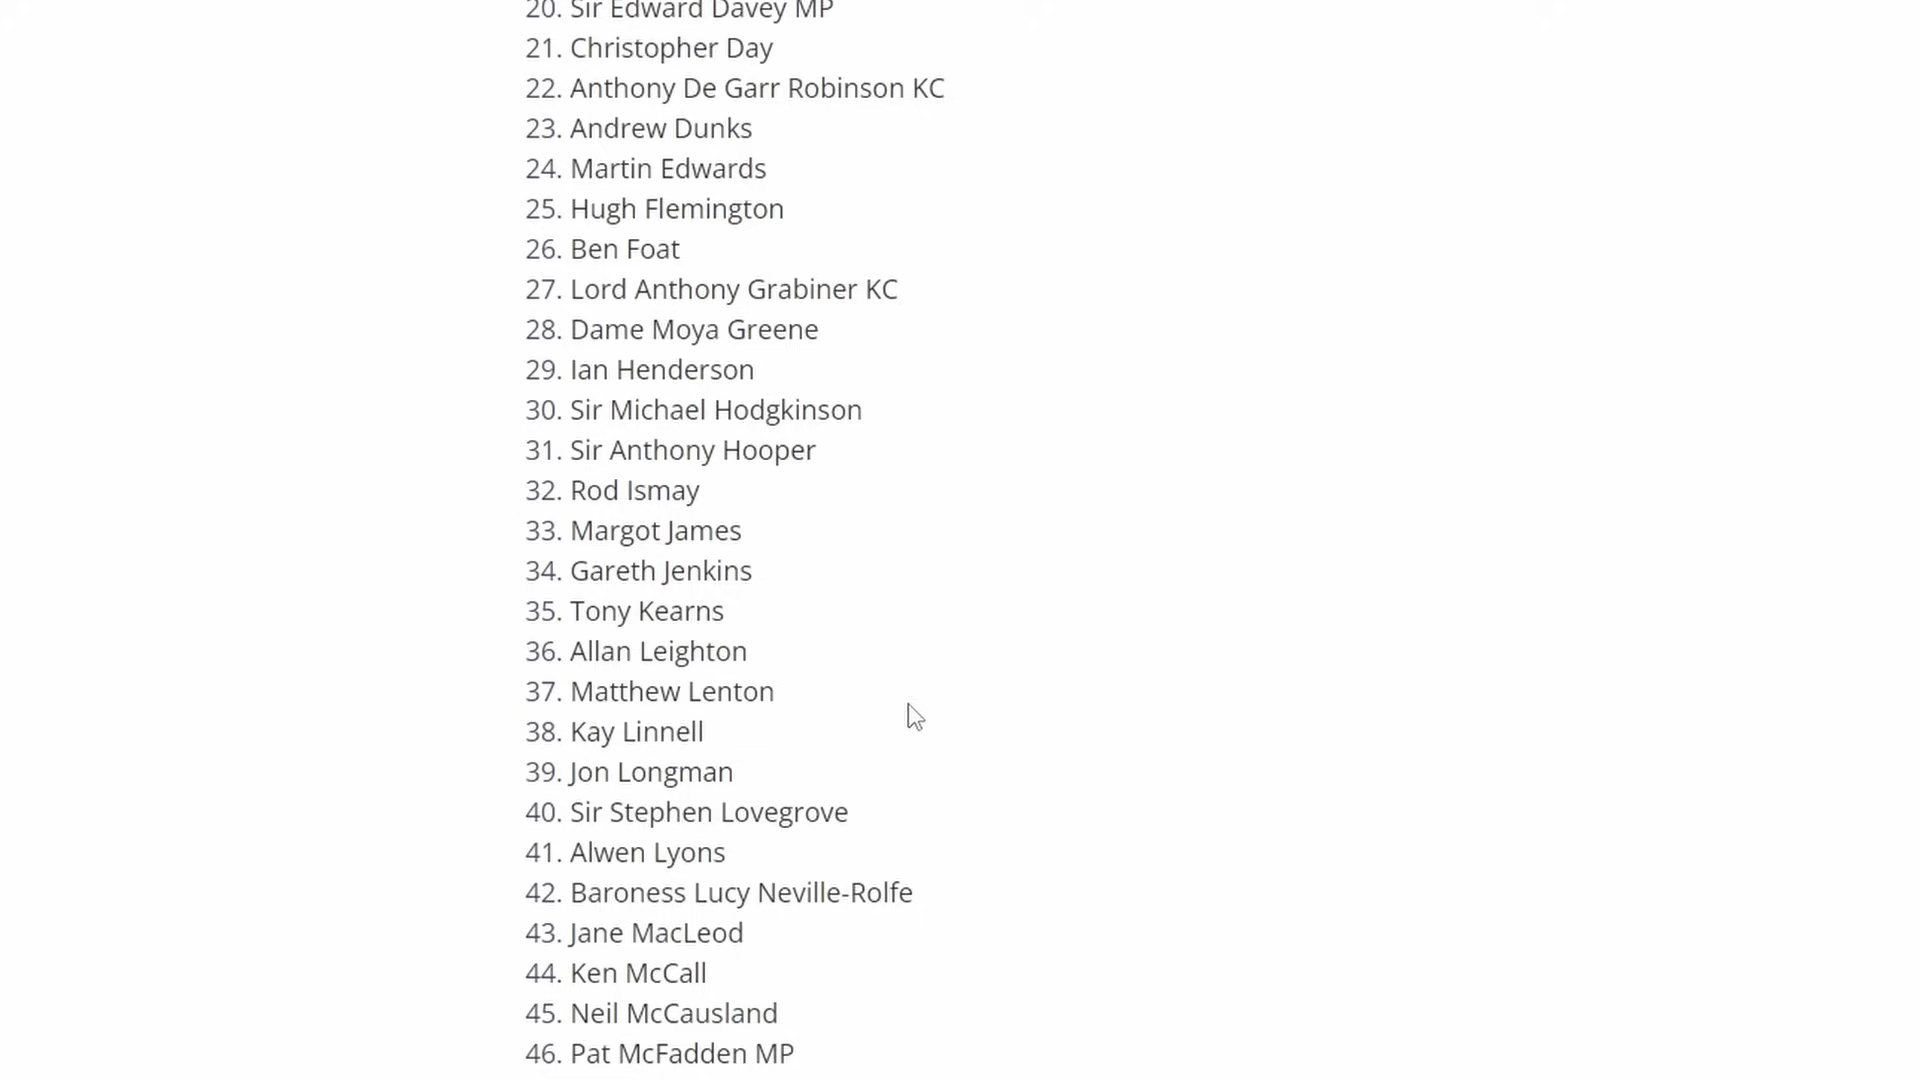 20. Sir Edward Davey MP
21. Christopher Day
22. Anthony De Garr Robinson KC
23. Andrew Dunks
24. Martin Edwards
25. Hugh Flemington
26. Ben Foat
27. Lord Anthony Grabiner KC
28. Dame Moya Greene
29. Ian Henderson
30. Sir Michael Hodgkinson
31. Sir Anthony Hooper
32. Rod Ismay
33. Margot James
34. Gareth Jenkins
35. Tony Kearns
36. Allan Leighton
37. Matthew Lenton
38. Kay Linnell
39. Jon Longman
40. Sir Stephen Lovegrove
41. Alwen Lyons
42. Baroness Lucy Neville-Rolfe
43. Jane MacLeod
44. Ken McCall
45. Neil McCausland
46. Pat McFadden MP